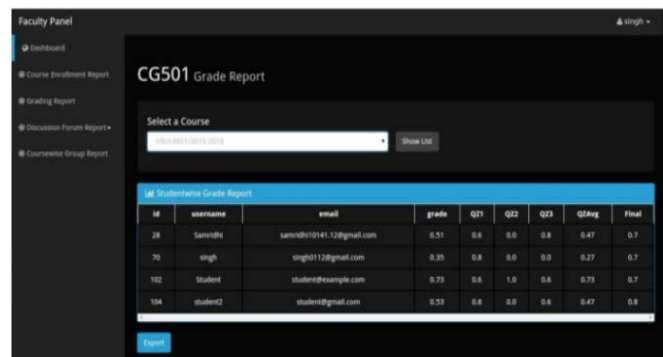 Faculty Panel
singh
Dashboard
Course Enrollment Report
Grading Report
Discussion Forum Report
Coursewise Group Report
CG501 Grade Report
Select a Course
Show List
Studentwise Grade Report
id username email grade QZ1 QZ2 QZ3 QZAvg Final
28 Samridhi samridhi10141.12@gmail.com 0.51 0.6 0.0 0.8 0.47 0.7
70 singh singh0112@gmail.com 0.35 0.8 0.0 0.0 0.27 0.7
102 Student student@example.com 0.73 0.6 1.0 0.6 0.73 0.7
104 student2 student@gmail.com 0.53 0.8 0.0 0.6 0.47 0.8
Export